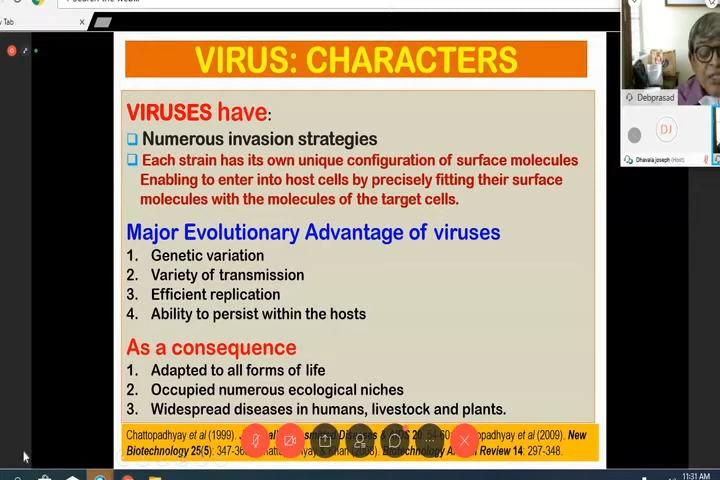 Tab
VIRUS: CHARACTERS
Debprasad
DJ
Dhavala joseph (Host)
VIRUSES have:
Numerous invasion strategies
Each strain has its own unique configuration of surface molecules
Enabling to enter into host cells by precisely fitting their surface
molecules with the molecules of the target cells.
Major Evolutionary Advantage of viruses
1. Genetic variation
2. Variety of transmission
3. Efficient replication
4. Ability to persist within the hosts
As a consequence
1. Adapted to all forms of life
2. Occupied numerous ecological niches
3. Widespread diseases in humans, livestock and plants.
Chattopadhyay et al (1999). Diseases & 20 et al (2009). New
Biotechnology 25(5): 347- Review 14: 297-348.
11:31 AM